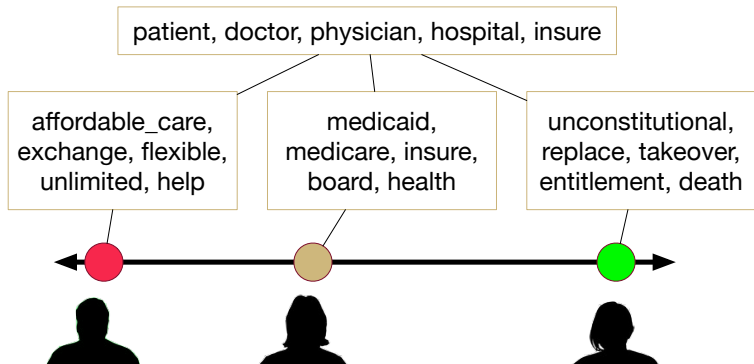 patient, doctor, physician, hospital, insure
affordable_care,
exchange, flexible,
unlimited, help
medicaid,
medicare, insure,
board, health
unconstitutional,
replace, takeover,
entitlement, death